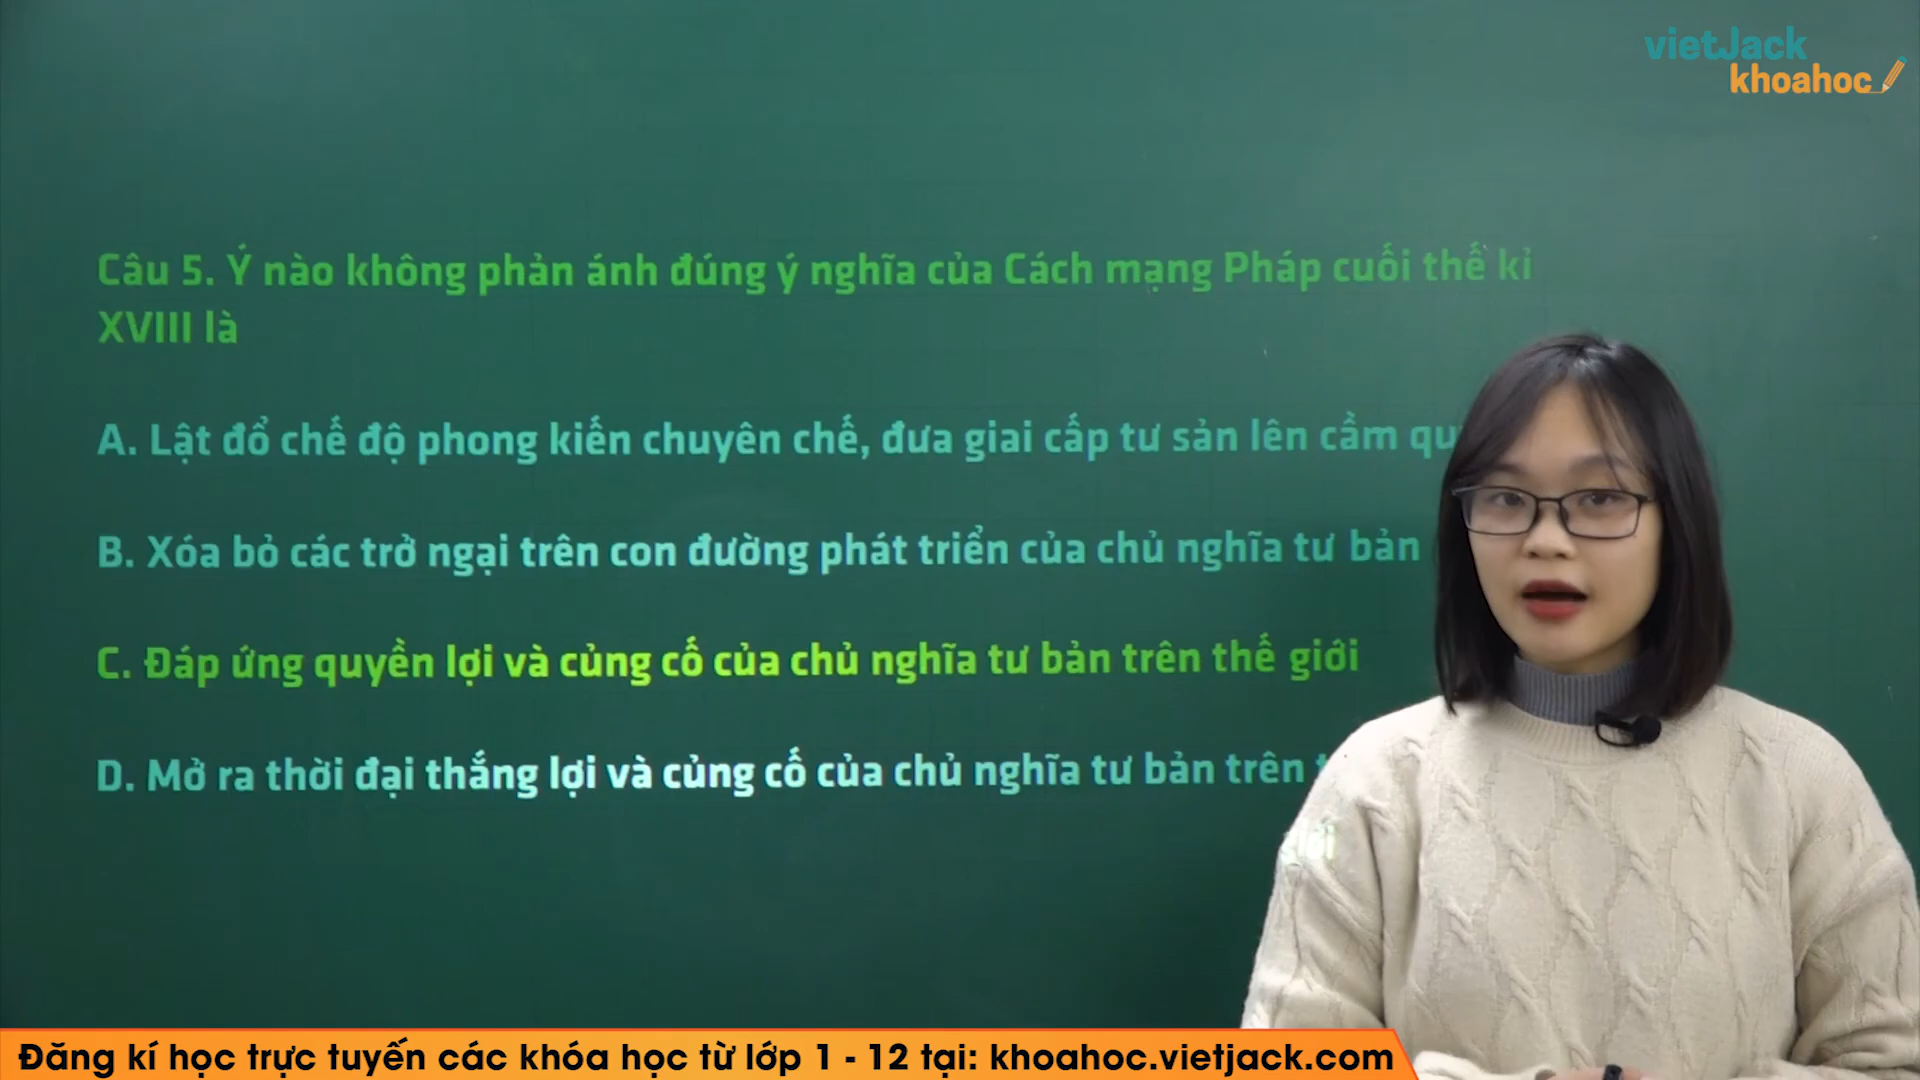 vietJack
khoahoc
Câu 5. Ý nào không phản ánh đúng ý nghĩa của Cách mạng Pháp cuối thế kỉ
XVIII là
A. Lật đổ chế độ phong kiến chuyên chế, đưa giai cấp tư sản lên cầm
B. Xóa bỏ các trở ngại trên con đường phát triển của chủ nghĩa tư bản
C. Đáp ứng quyền lợi và củng cố của chủ nghĩa tư bản trên thế giới
D. Mở ra thời đại thắng lợi và củng cố của chủ nghĩa tư bản trên
Đăng kí học trực tuyến các khóa học từ lớp 1 - 12 tại: khoahoc.vietjack.com